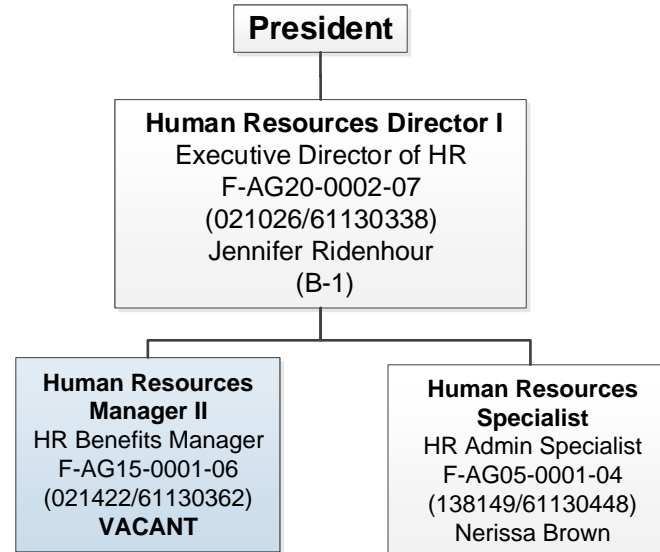 President
Human Resources Director I
Executive Director of HR
F-AG20-0002-07
(021026/61130338)
Jennifer Ridenhour
(B-1)
Human Resources
Manager II
HR Benefits Manager
F-AG15-0001-06
(021422/61130362)
VACANT
Human Resources
Specialist
HR Admin Specialist
F-AG05-0001-04
(138149/61130448)
Nerissa Brown